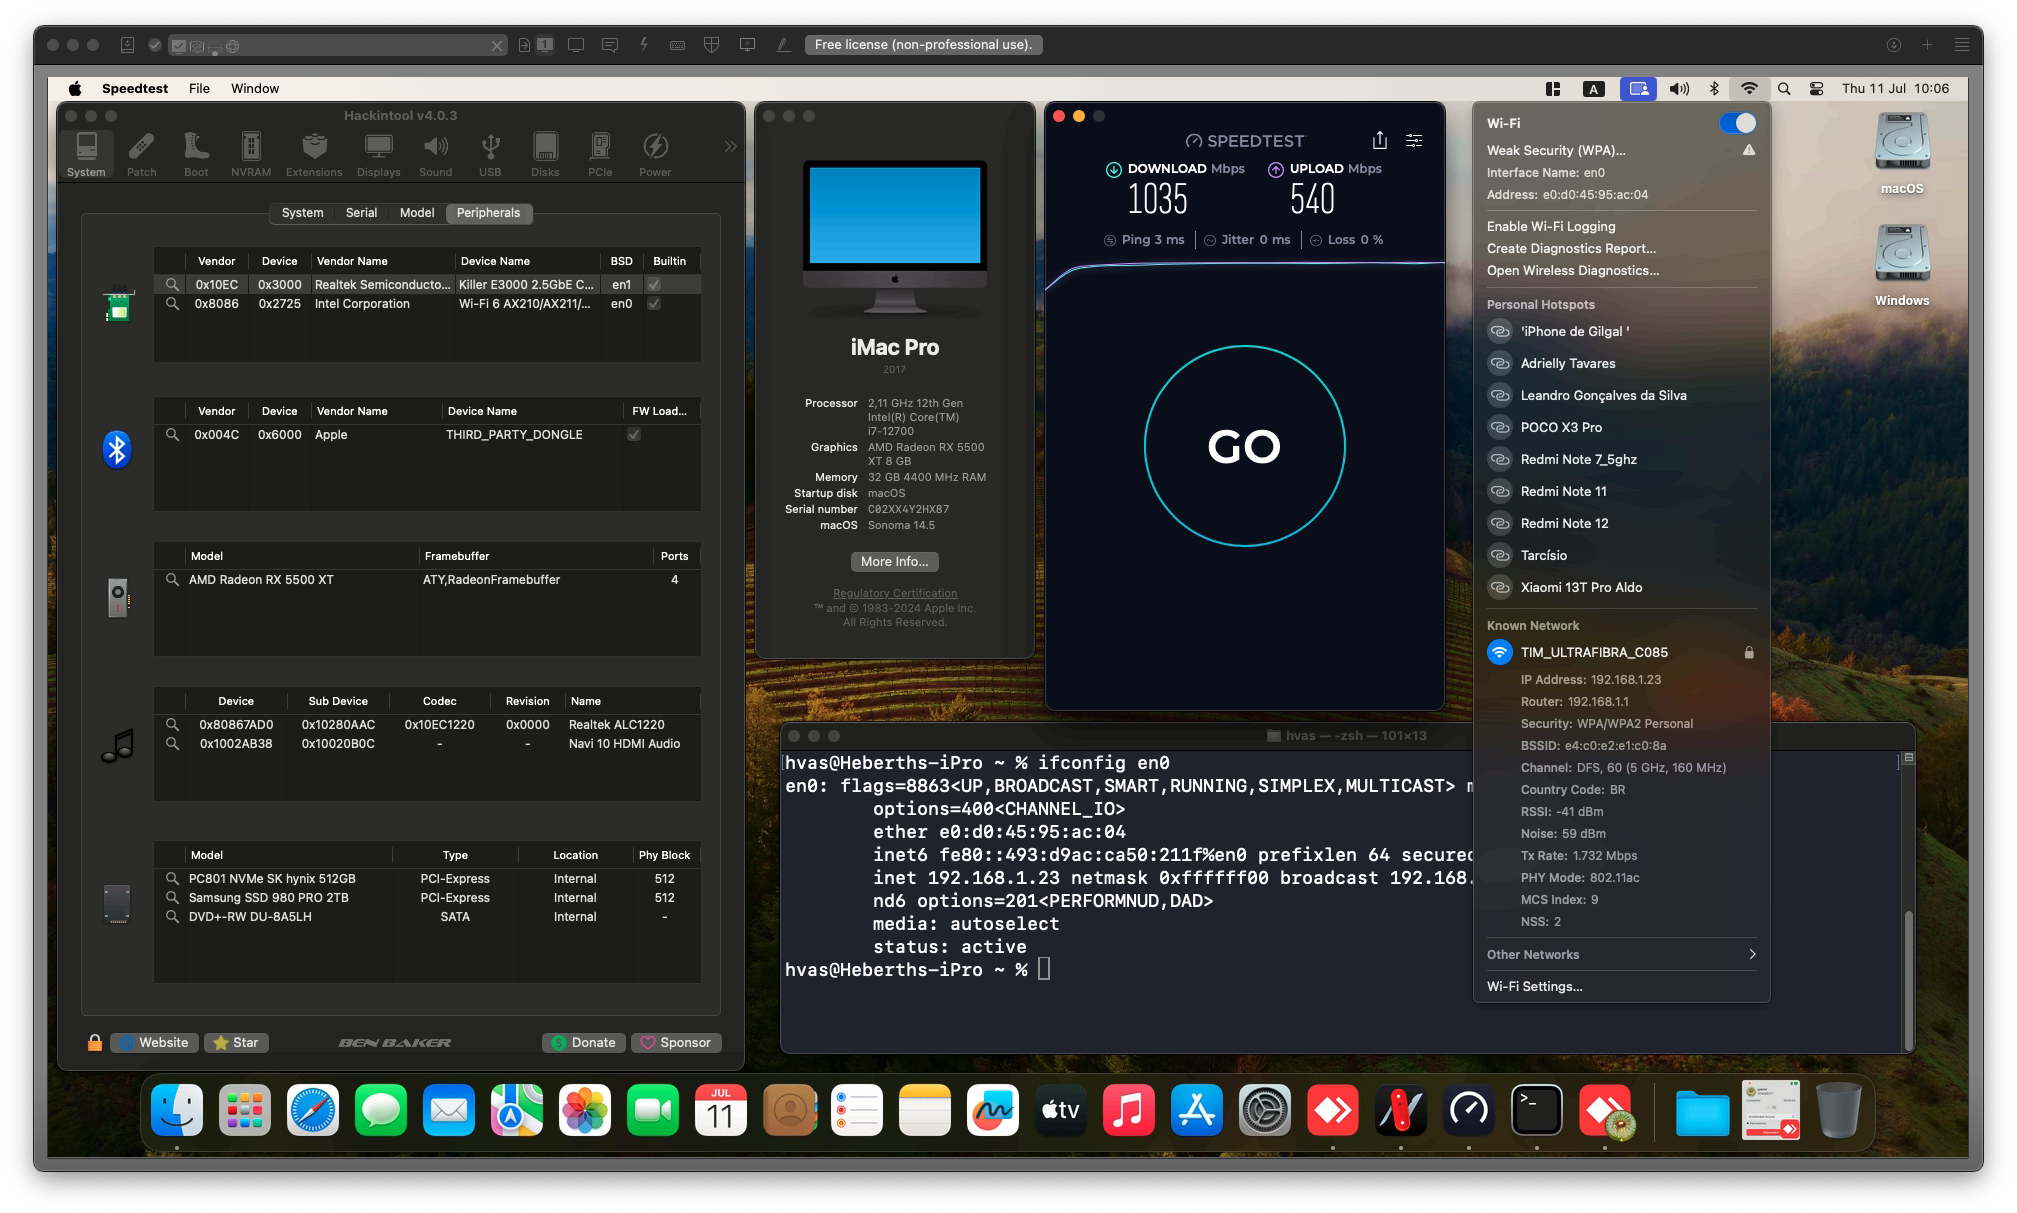 Free license (non-professional use).
Speedtest File Window
A
Thu 11 Jul 10:06
Hackintool v4.0.3
System Patch Boot NVRAM Extensions Displays Sound USB Disks PCIe Power
System Serial Model Peripherals
Vendor Device Vendor Name Device Name BSD Builtin
0x10EC 0x3000 Realtek Semiconducto... Killer E3000 2.5GbE C... en1
0x8086 0x2725 Intel Corporation Wi-Fi 6 AX210/AX211/... en0
Vendor Device Vendor Name Device Name FW Load...
0x004C 0x6000 Apple THIRD_PARTY_DONGLE
Model Framebuffer Ports
AMD Radeon RX 5500 XT ATY,RadeonFramebuffer 4
Device Sub Device Codec Revision Name
0x80867AD0 0x10280AAC 0x10EC1220 0x0000 Realtek ALC1220
0x1002AB38 0x10020B0C - - Navi 10 HDMI Audio
Model Type Location Phy Block
PC801 NVMe SK hynix 512GB PCI-Express Internal 512
Samsung SSD 980 PRO 2TB PCI-Express Internal 512
DVD+-RW DU-8A5LH SATA Internal -
Website Star BEN BAKER Donate Sponsor
iMac Pro
2017
Processor 2,11 GHz 12th Gen
Intel(R) Core(TM)
i7-12700
Graphics AMD Radeon RX 5500
XT 8 GB
Memory 32 GB 4400 MHz RAM
Startup disk macOS
Serial number C02XX4Y2HX87
macOS Sonoma 14.5
More Info...
Regulatory Certification
™ and © 1983-2024 Apple Inc.
All Rights Reserved.
SPEEDTEST
DOWNLOAD Mbps UPLOAD Mbps
1035 540
Ping 3 ms Jitter 0 ms Loss 0 %
GO
hvas — -zsh — 101×13
hvas@Heberths-iPro ~ % ifconfig en0
en0: flags=8863<UP,BROADCAST,SMART,RUNNING,SIMPLEX,MULTICAST>
options=400<CHANNEL_IO>
ether e0:d0:45:95:ac:04
inet6 fe80::493:d9ac:ca50:211f%en0 prefixlen 64 secured
inet 192.168.1.23 netmask 0xffffff00 broadcast 192.168.
nd6 options=201<PERFORMNUD,DAD>
media: autoselect
status: active
hvas@Heberths-iPro ~ %
Wi-Fi
Weak Security (WPA)...
Interface Name: en0
Address: e0:d0:45:95:ac:04
Enable Wi-Fi Logging
Create Diagnostics Report...
Open Wireless Diagnostics...
Personal Hotspots
'iPhone de Gilgal '
Adrielly Tavares
Leandro Gonçalves da Silva
POCO X3 Pro
Redmi Note 7_5ghz
Redmi Note 11
Redmi Note 12
Tarcísio
Xiaomi 13T Pro Aldo
Known Network
TIM_ULTRAFIBRA_C085
IP Address: 192.168.1.23
Router: 192.168.1.1
Security: WPA/WPA2 Personal
BSSID: e4:c0:e2:e1:c0:8a
Channel: DFS, 60 (5 GHz, 160 MHz)
Country Code: BR
RSSI: -41 dBm
Noise: 59 dBm
Tx Rate: 1.732 Mbps
PHY Mode: 802.11ac
MCS Index: 9
NSS: 2
Other Networks
Wi-Fi Settings...
macOS
Windows
JUL
11
tv